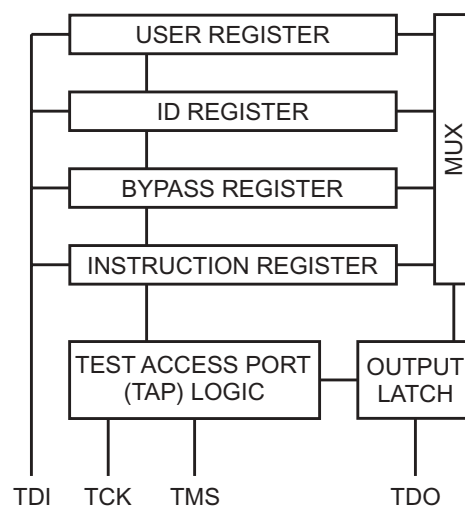 USER REGISTER
ID REGISTER
BYPASS REGISTER
INSTRUCTION REGISTER
MUX
TEST ACCESS PORT
(TAP) LOGIC
OUTPUT
LATCH
TDI
TCK
TMS
TDO